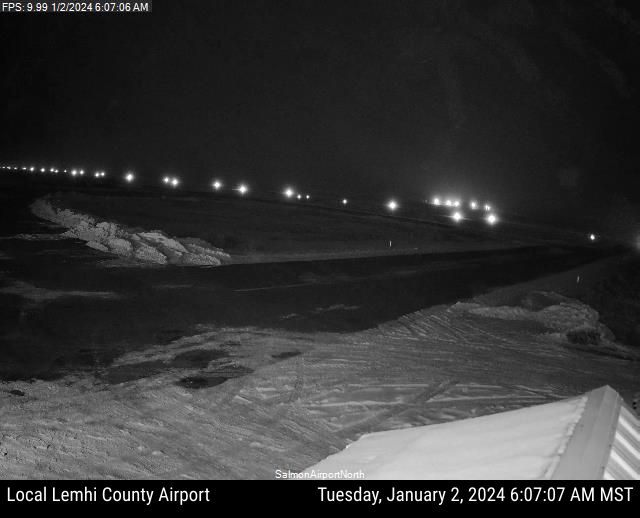 FPS: 9.99 1/2/2024 6:07:06 AM
SalmonAirportNorth
Local Lemhi County Airport Tuesday, January 2, 2024 6:07:07 AM MST